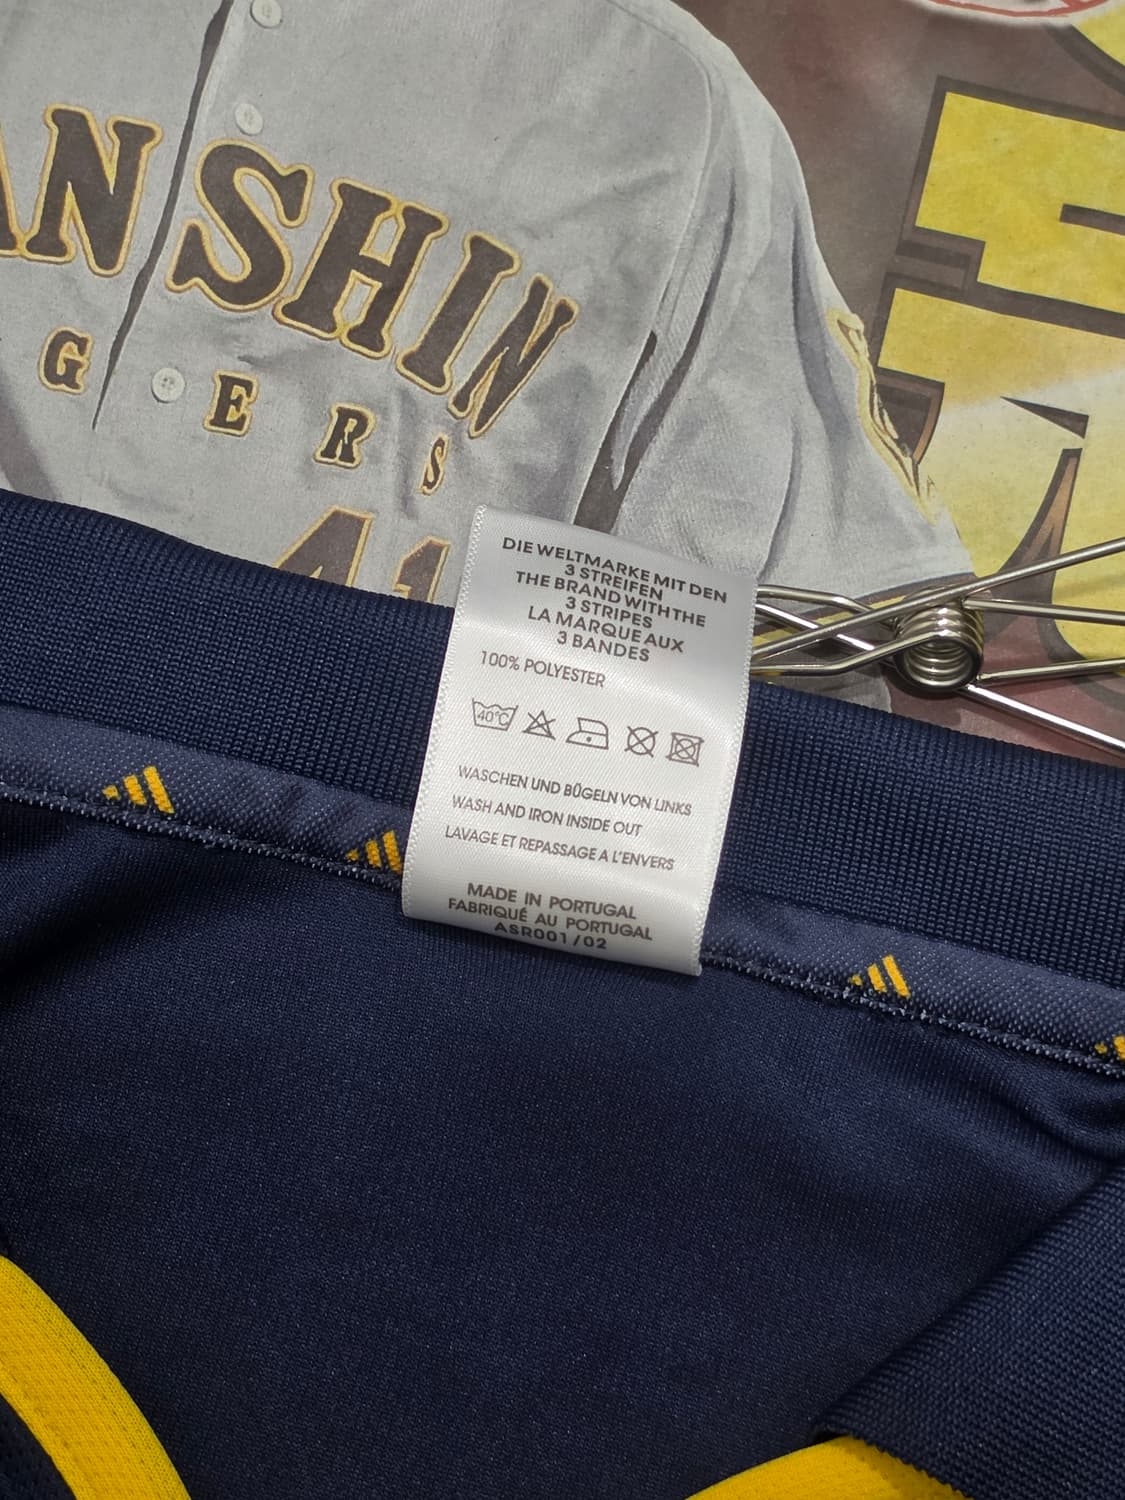 ANSHIN
GERS
41
DIE WELTMARKE MIT DEN
3 STREIFEN
THE BRAND WITH THE
3 STRIPES
LA MARQUE AUX
3 BANDES
100% POLYESTER
40°C
WASCHEN UND BÜGELN VON LINKS
WASH AND IRON INSIDE OUT
LAVAGE ET REPASSAGE A L'ENVERS
MADE IN PORTUGAL
FABRIQUÉ AU PORTUGAL
ASR001/02